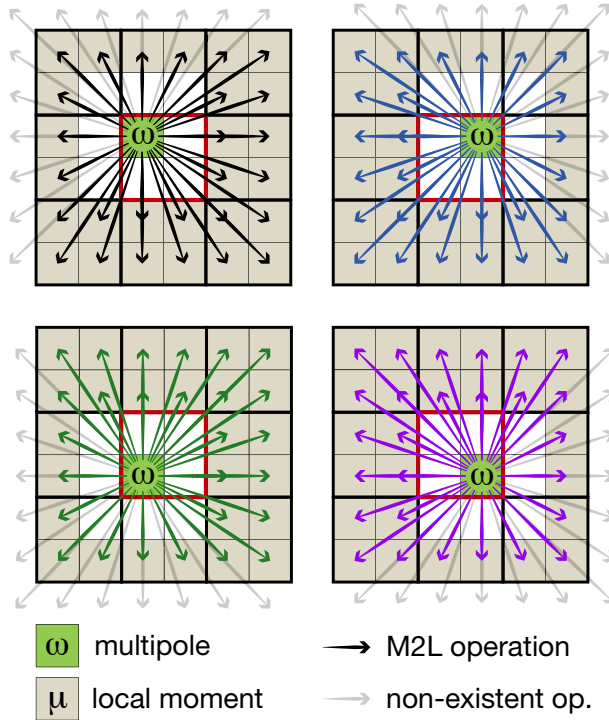 ω
ω
ω
ω
ω multipole
M2L operation
μ local moment
non-existent op.